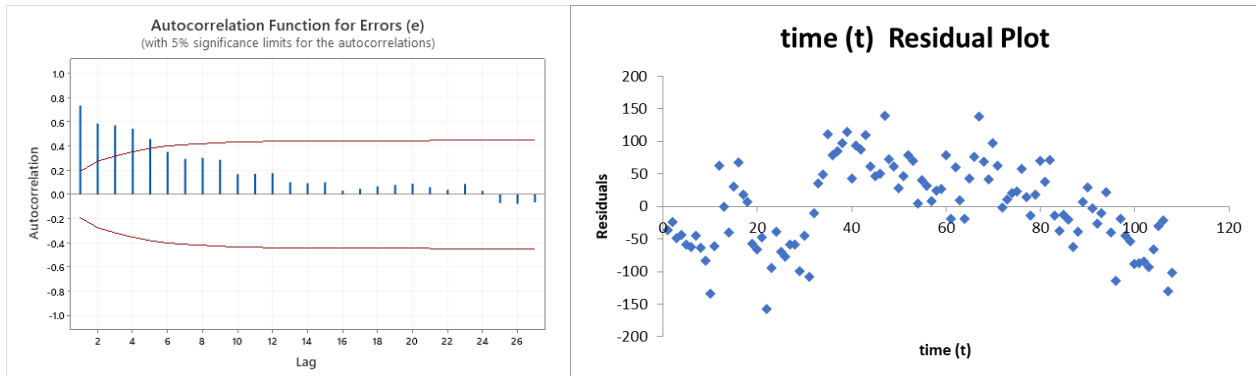 Autocorrelation Function for Errors (e)
(with 5% significance limits for the autocorrelations)
Autocorrelation
1.0
0.8
0.6
0.4
0.2
0.0
-0.2
-0.4
-0.6
-0.8
-1.0
2 4 6 8 10 12 14 16 18 20 22 24 26
Lag
time (t) Residual Plot
Residuals
200
150
100
50
0
-50
-100
-150
-200
0 20 40 60 80 100 120
time (t)